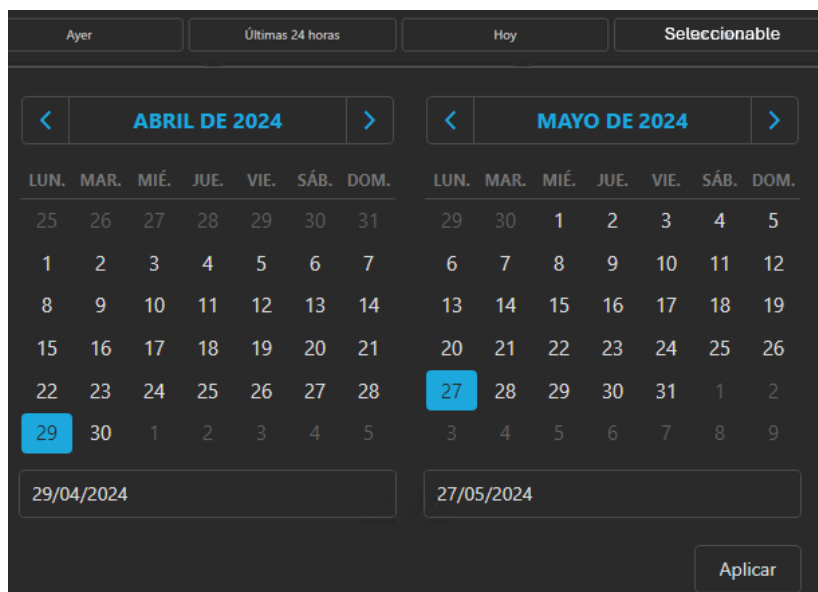 Ayer Últimas 24 horas Hoy Seleccionable
ABRIL DE 2024
LUN. MAR. MIÉ. JUE. VIE. SÁB. DOM.
25 26 27 28 29 30 31
1 2 3 4 5 6 7
8 9 10 11 12 13 14
15 16 17 18 19 20 21
22 23 24 25 26 27 28
29 30 1 2 3 4 5
29/04/2024
MAYO DE 2024
LUN. MAR. MIÉ. JUE. VIE. SÁB. DOM.
29 30 1 2 3 4 5
6 7 8 9 10 11 12
13 14 15 16 17 18 19
20 21 22 23 24 25 26
27 28 29 30 31 1 2
3 4 5 6 7 8 9
27/05/2024
Aplicar